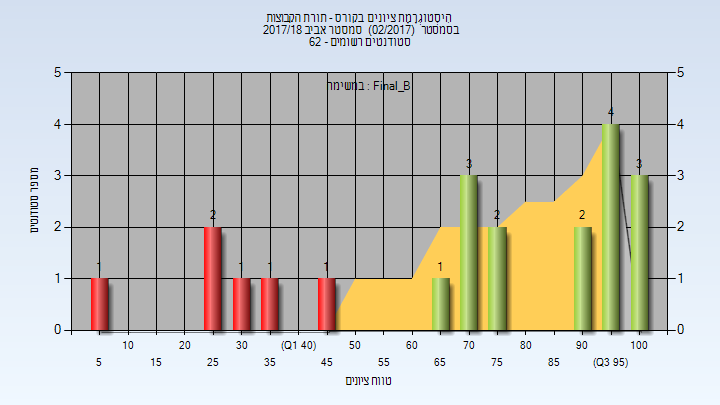 היסטוגרמת ציונים בקורס - תורת הקבוצות
בסמסטר (02/2017) סמסטר אביב 2017/18
סטודנטים רשומים - 62
במשימה : Final_B
מספר סטודנטים
5 4 3 2 1 0
5 4 3 2 1 0
1 2 1 1 1 1 3 2 2 4 3
10 20 30 (Q1 40) 50 60 70 80 90 100
5 15 25 35 45 55 65 75 85 (Q3 95)
טווח ציונים